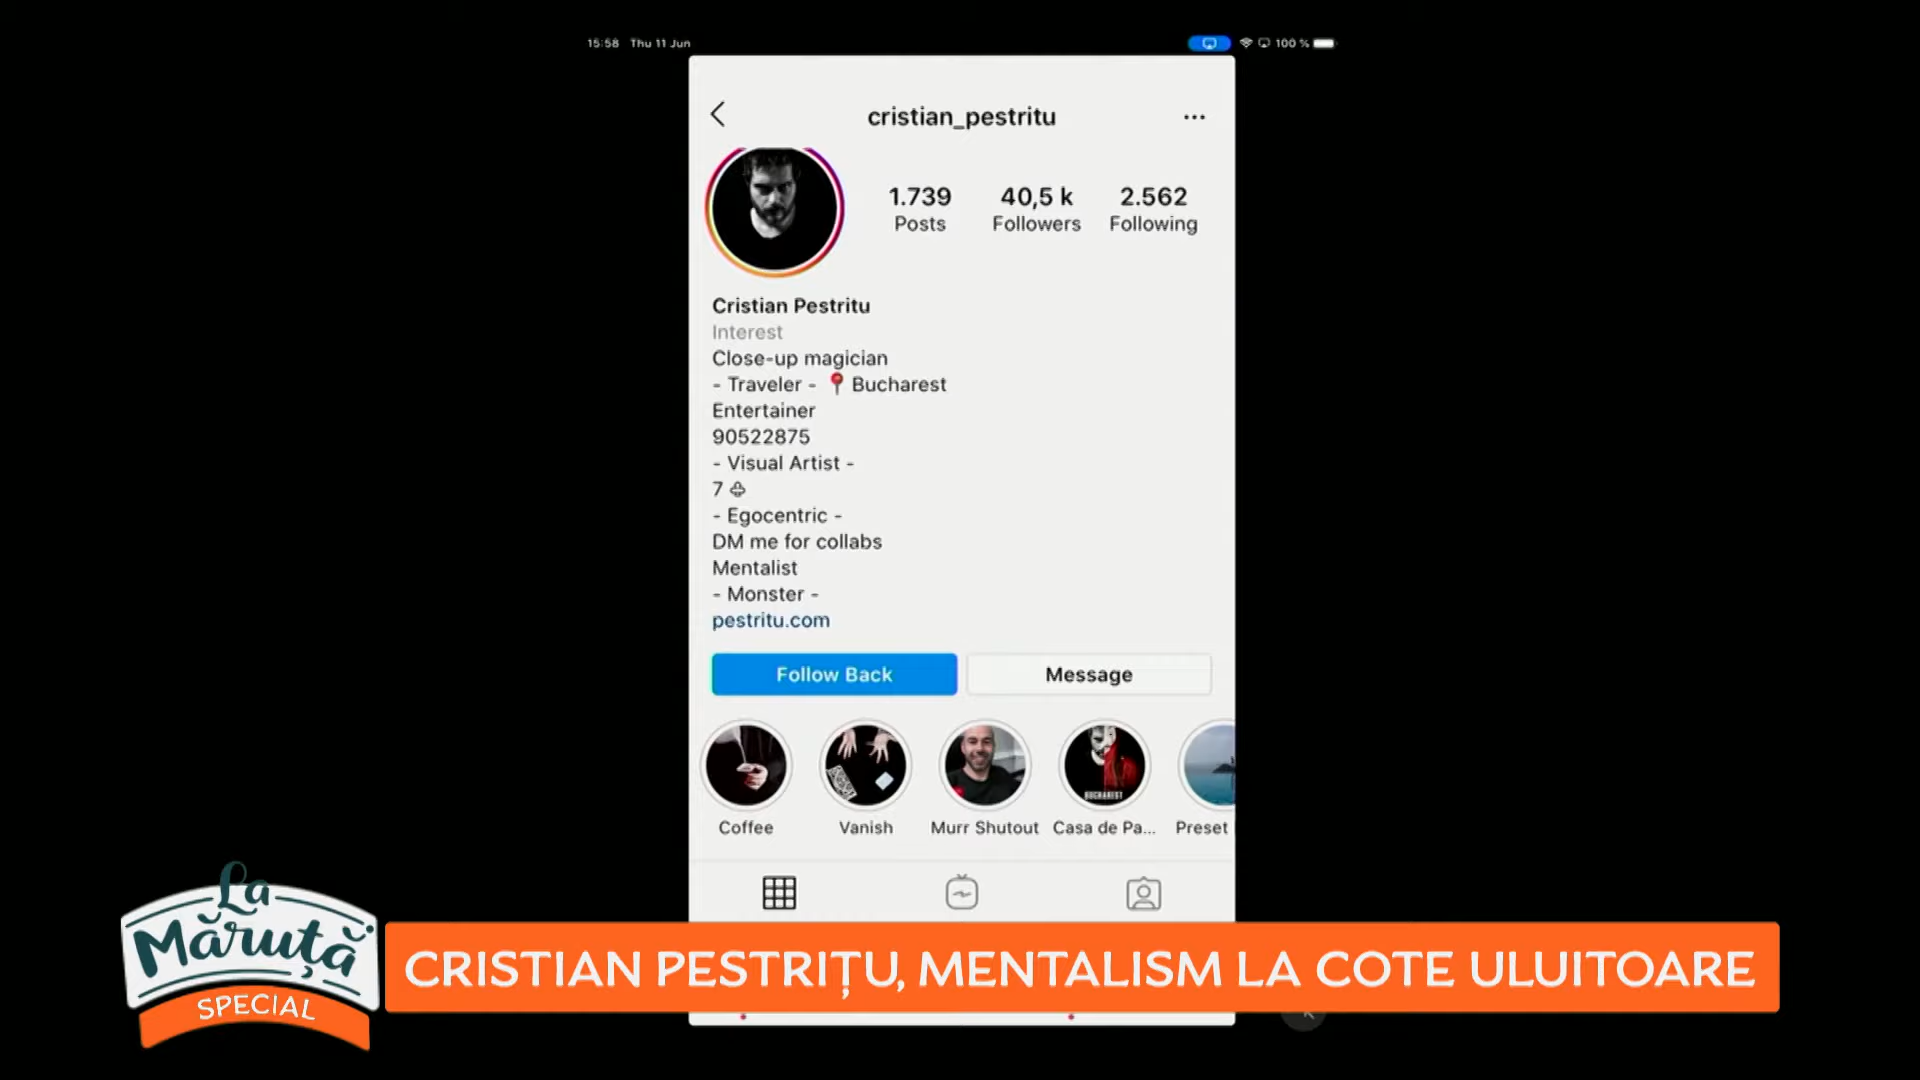 15:58 Thu 11 Jun
100 %
cristian_pestritu
1.739 40,5 k 2.562
Posts Followers Following
Cristian Pestritu
Interest
Close-up magician
- Traveler - 📍 Bucharest
Entertainer
90522875
- Visual Artist -
7 ♧
- Egocentric -
DM me for collabs
Mentalist
- Monster -
pestritu.com
Follow Back Message
BUCHAREST
Coffee Vanish Murr Shutout Casa de Pa... Preset
La
Măruță
SPECIAL
CRISTIAN PESTRIȚU, MENTALISM LA COTE ULUITOARE